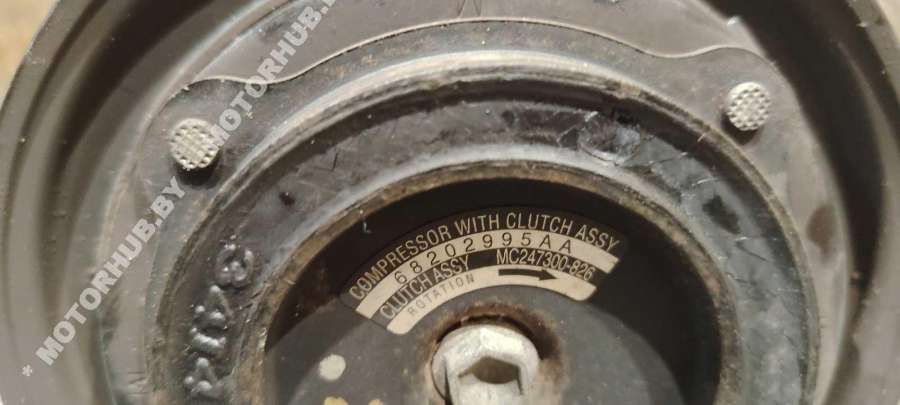 COMPRESSOR WITH CLUTCH ASSY
68202995AA
CLUTCH ASSY MC247300-826
ROTATION
* MOTORHUB.BY MOTORHUB.BY